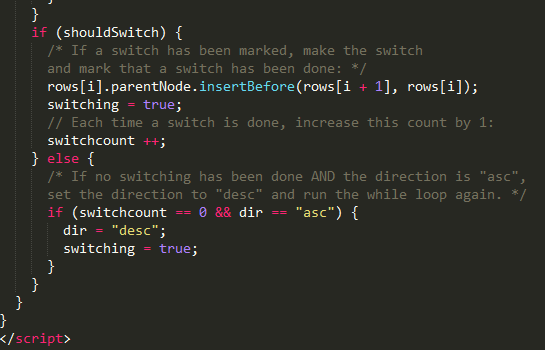 }
if (shouldSwitch) {
/* If a switch has been marked, make the switch
and mark that a switch has been done: */
rows[i].parentNode.insertBefore(rows[i + 1], rows[i]);
switching = true;
// Each time a switch is done, increase this count by 1:
switchcount ++;
} else {
/* If no switching has been done AND the direction is "asc",
set the direction to "desc" and run the while loop again. */
if (switchcount == 0 && dir == "asc") {
dir = "desc";
switching = true;
}
}
}
}
</script>